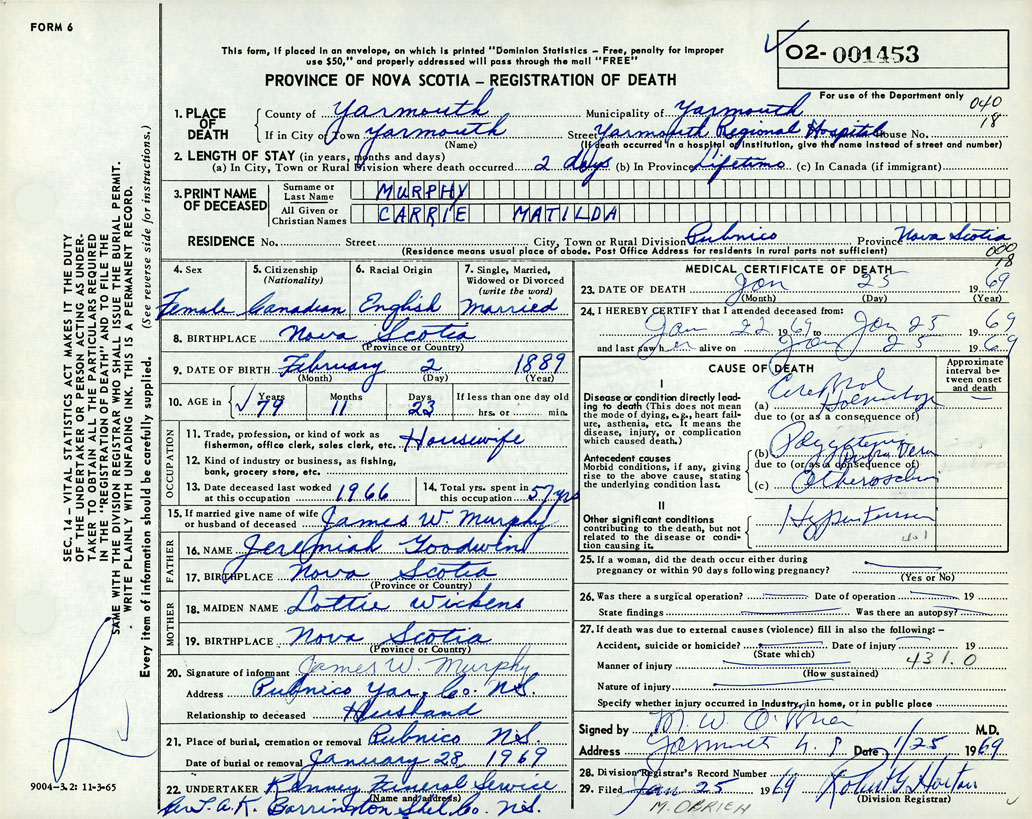 FORM 6
This form, if placed in an envelope, on which is printed "Dominion Statistics – Free, penalty for improper
use $50," and properly addressed will pass through the mail "FREE"
PROVINCE OF NOVA SCOTIA – REGISTRATION OF DEATH
02- 001453
For use of the Department only
040
18
1. PLACE OF DEATH County of Yarmouth Municipality of Yarmouth
If in City or Town Yarmouth (Name) Street Yarmouth Regional Hospital House No.
(If death occurred in a hospital or institution, give the name instead of street and number)
2. LENGTH OF STAY (in years, months and days)
(a) In City, Town or Rural Division where death occurred 2 days (b) In Province Lifetime (c) In Canada (if immigrant)
3. PRINT NAME OF DECEASED Surname or Last Name MURPHY
All Given or Christian Names CARRIE MATILDA
RESIDENCE No. Street City, Town or Rural Division Pubnico Province Nova Scotia
(Residence means usual place of abode. Post Office Address for residents in rural parts not sufficient)
000
18
4. Sex Female
5. Citizenship (Nationality) Canadian
6. Racial Origin English
7. Single, Married, Widowed or Divorced (write the word) Married
8. BIRTHPLACE Nova Scotia
(Province or Country)
9. DATE OF BIRTH February 2 1889
(Month) (Day) (Year)
10. AGE in Years 79 Months 11 Days 23 If less than one day old
hrs. or min.
OCCUPATION
11. Trade, profession, or kind of work as
fisherman, office clerk, sales clerk, etc. Housewife
12. Kind of industry or business, as fishing,
bank, grocery store, etc.
13. Date deceased last worked
at this occupation 1966
14. Total yrs. spent in
this occupation 57 yrs
15. If married give name of wife
or husband of deceased James W Murphy
FATHER
16. NAME Jeremiah Goodwin
17. BIRTHPLACE Nova Scotia
(Province or Country)
MOTHER
18. MAIDEN NAME Lottie Wickens
19. BIRTHPLACE Nova Scotia
(Province or Country)
20. Signature of informant James W. Murphy
Address Pubnico Yar. Co. N.S.
Relationship to deceased Husband
21. Place of burial, cremation or removal Pubnico N.S.
Date of burial or removal January 28, 1969
22. UNDERTAKER Funeral Service
(Name and address)
Barrington Shel. Co. N.S.
MEDICAL CERTIFICATE OF DEATH
23. DATE OF DEATH Jan 25 1969
(Month) (Day) (Year)
24. I HEREBY CERTIFY that I attended deceased from:
Jan 22 1969 to Jan 25 1969
and last saw her alive on Jan 25 1969
CAUSE OF DEATH
Approximate interval between onset and death
I
Disease or condition directly leading to death (This does not mean the mode of dying, e.g., heart failure, asthenia, etc. It means the disease, injury, or complication which caused death.)
(a) Cerebral
due to (or as a consequence of)
Antecedent causes
Morbid conditions, if any, giving rise to the above cause, stating the underlying condition last.
(b) Polycythemia Rubra Vera
due to (or as a consequence of)
(c)
II
Other significant conditions
contributing to the death, but not related to the disease or condition causing it.
Hypertension
401
25. If a woman, did the death occur either during
pregnancy or within 90 days following pregnancy?
(Yes or No)
26. Was there a surgical operation? Date of operation 19
State findings Was there an autopsy?
27. If death was due to external causes (violence) fill in also the following: –
Accident, suicide or homicide? Date of injury 19
(State which)
431.0
Manner of injury
(How sustained)
Nature of injury
Specify whether injury occurred in Industry, in home, or in public place
Signed by M. W. O'Brien M.D.
Address Yarmouth N.S. Date 1/25 1969
28. Division Registrar's Record Number
29. Filed Jan 25 1969 Robert G Horton
(Division Registrar)
M. O'BRIEN
SEC. 14 – VITAL STATISTICS ACT MAKES IT THE DUTY
OF THE UNDERTAKER OR PERSON ACTING AS UNDER-
TAKER TO OBTAIN ALL THE PARTICULARS REQUIRED
IN THE "REGISTRATION OF DEATH" AND TO FILE THE
SAME WITH THE DIVISION REGISTRAR WHO SHALL ISSUE THE BURIAL PERMIT.
WRITE PLAINLY WITH UNFADING INK. THIS IS A PERMANENT RECORD.
Every item of information should be carefully supplied. (See reverse side for instructions.)
9004-3.2: 11-3-65